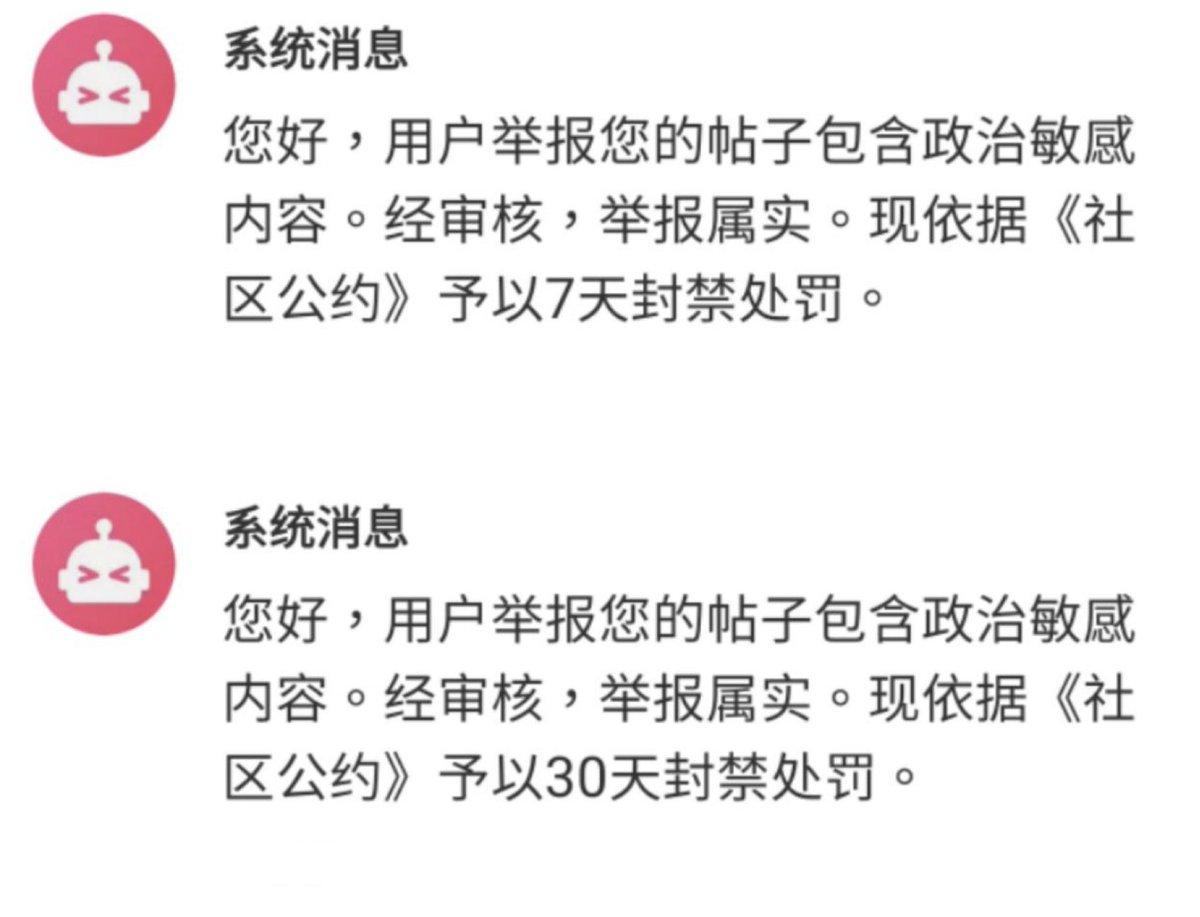 系统消息
您好，用户举报您的帖子包含政治敏感
内容。经审核，举报属实。现依据《社
区公约》予以7天封禁处罚。
系统消息
您好，用户举报您的帖子包含政治敏感
内容。经审核，举报属实。现依据《社
区公约》予以30天封禁处罚。